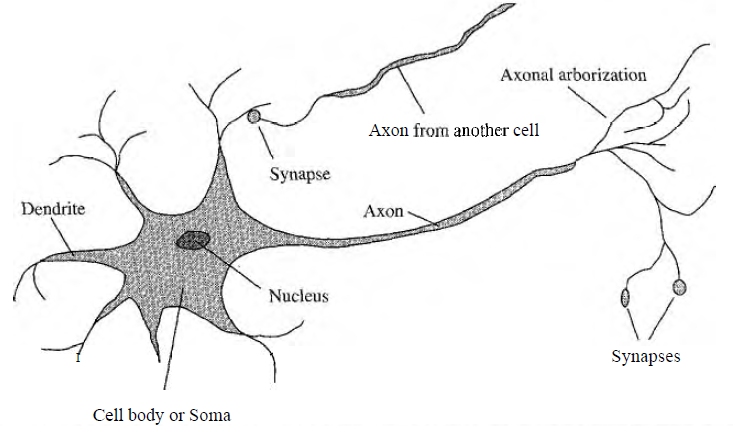 Axonal arborization
Axon from another cell
Synapse
Dendrite
Axon
Nucleus
Synapses
Cell body or Soma